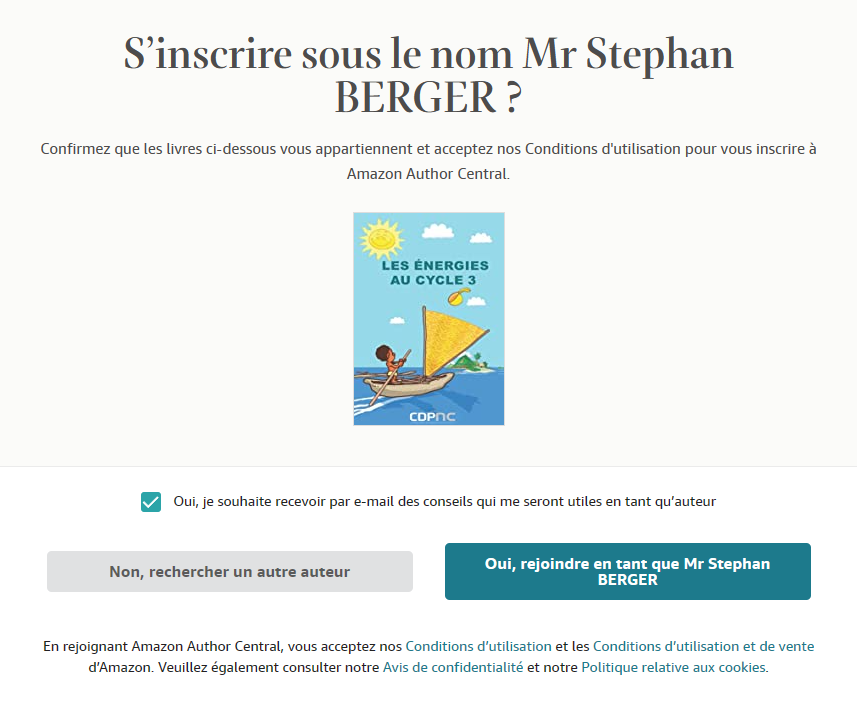 S’inscrire sous le nom Mr Stephan
BERGER ?
Confirmez que les livres ci-dessous vous appartiennent et acceptez nos Conditions d'utilisation pour vous inscrire à
Amazon Author Central.
LES ÉNERGIES
AU CYCLE 3
CDPNC
Oui, je souhaite recevoir par e-mail des conseils qui me seront utiles en tant qu’auteur
Non, rechercher un autre auteur
Oui, rejoindre en tant que Mr Stephan
BERGER
En rejoignant Amazon Author Central, vous acceptez nos Conditions d’utilisation et les Conditions d’utilisation et de vente
d’Amazon. Veuillez également consulter notre Avis de confidentialité et notre Politique relative aux cookies.